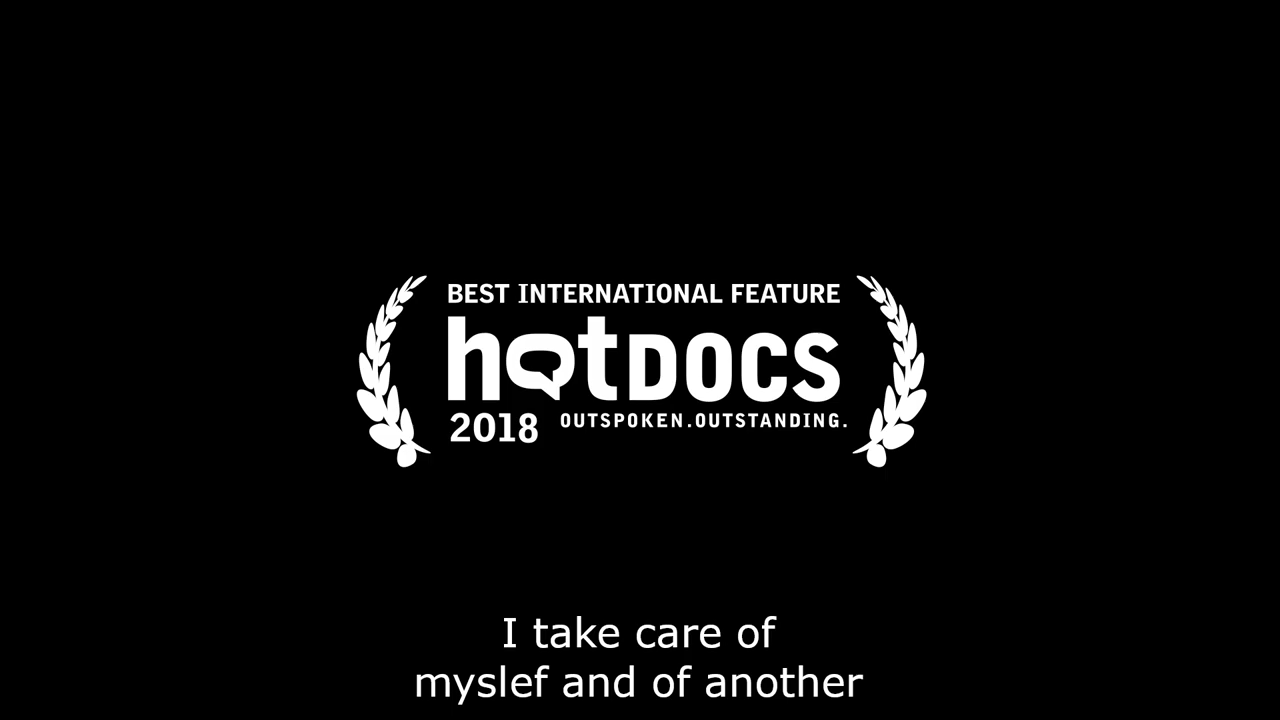 BEST INTERNATIONAL FEATURE
hotDOCS
2018 OUTSPOKEN.OUTSTANDING.
I take care of
myslef and of another